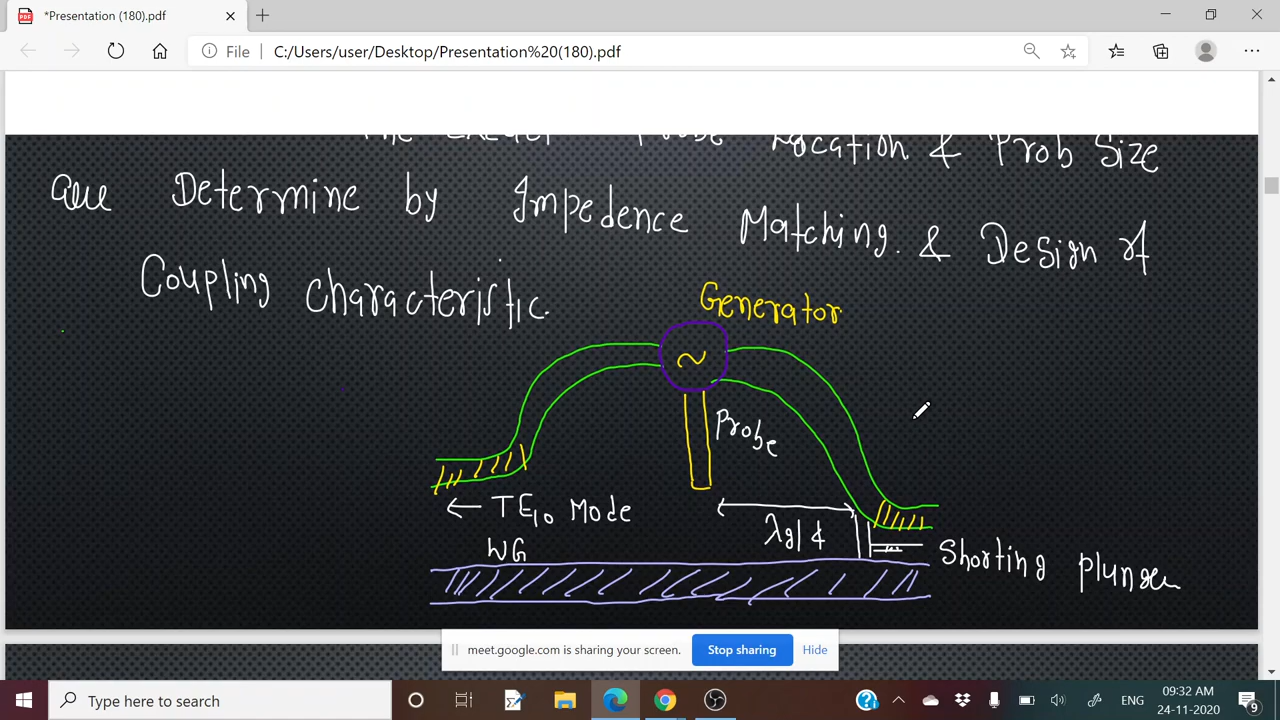 *Presentation (180).pdf
File
C:/Users/user/Desktop/Presentation%20(180).pdf
Location & Prob Size
are Determine by Impedence Matching. & Design of
Coupling Characteristic.
Generator
~
Probe
← TE10 Mode
λg/4
WG
Shorting plunger
meet.google.com is sharing your screen.
Stop sharing
Hide
Type here to search
ENG
09:32 AM
24-11-2020
9